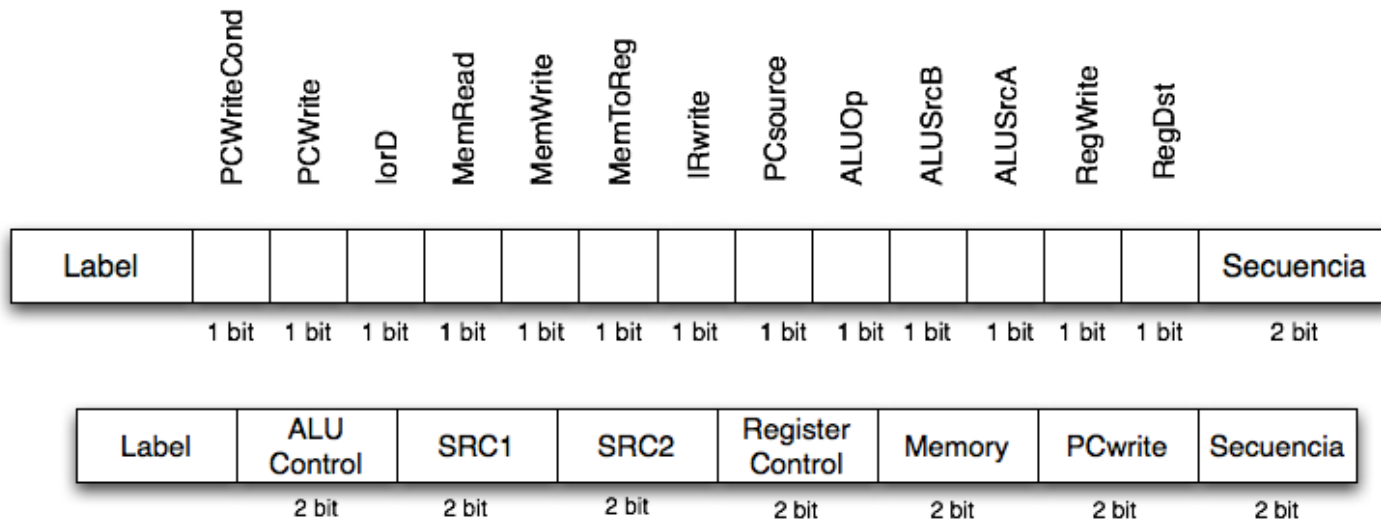 PCWriteCond
PCWrite
IorD
MemRead
MemWrite
MemToReg
IRwrite
PCsource
ALUOp
ALUSrcB
ALUSrcA
RegWrite
RegDst
Label Secuencia
1 bit 1 bit 1 bit 1 bit 1 bit 1 bit 1 bit 1 bit 1 bit 1 bit 1 bit 1 bit 1 bit 2 bit
Label ALU Control SRC1 SRC2 Register Control Memory PCwrite Secuencia
2 bit 2 bit 2 bit 2 bit 2 bit 2 bit 2 bit